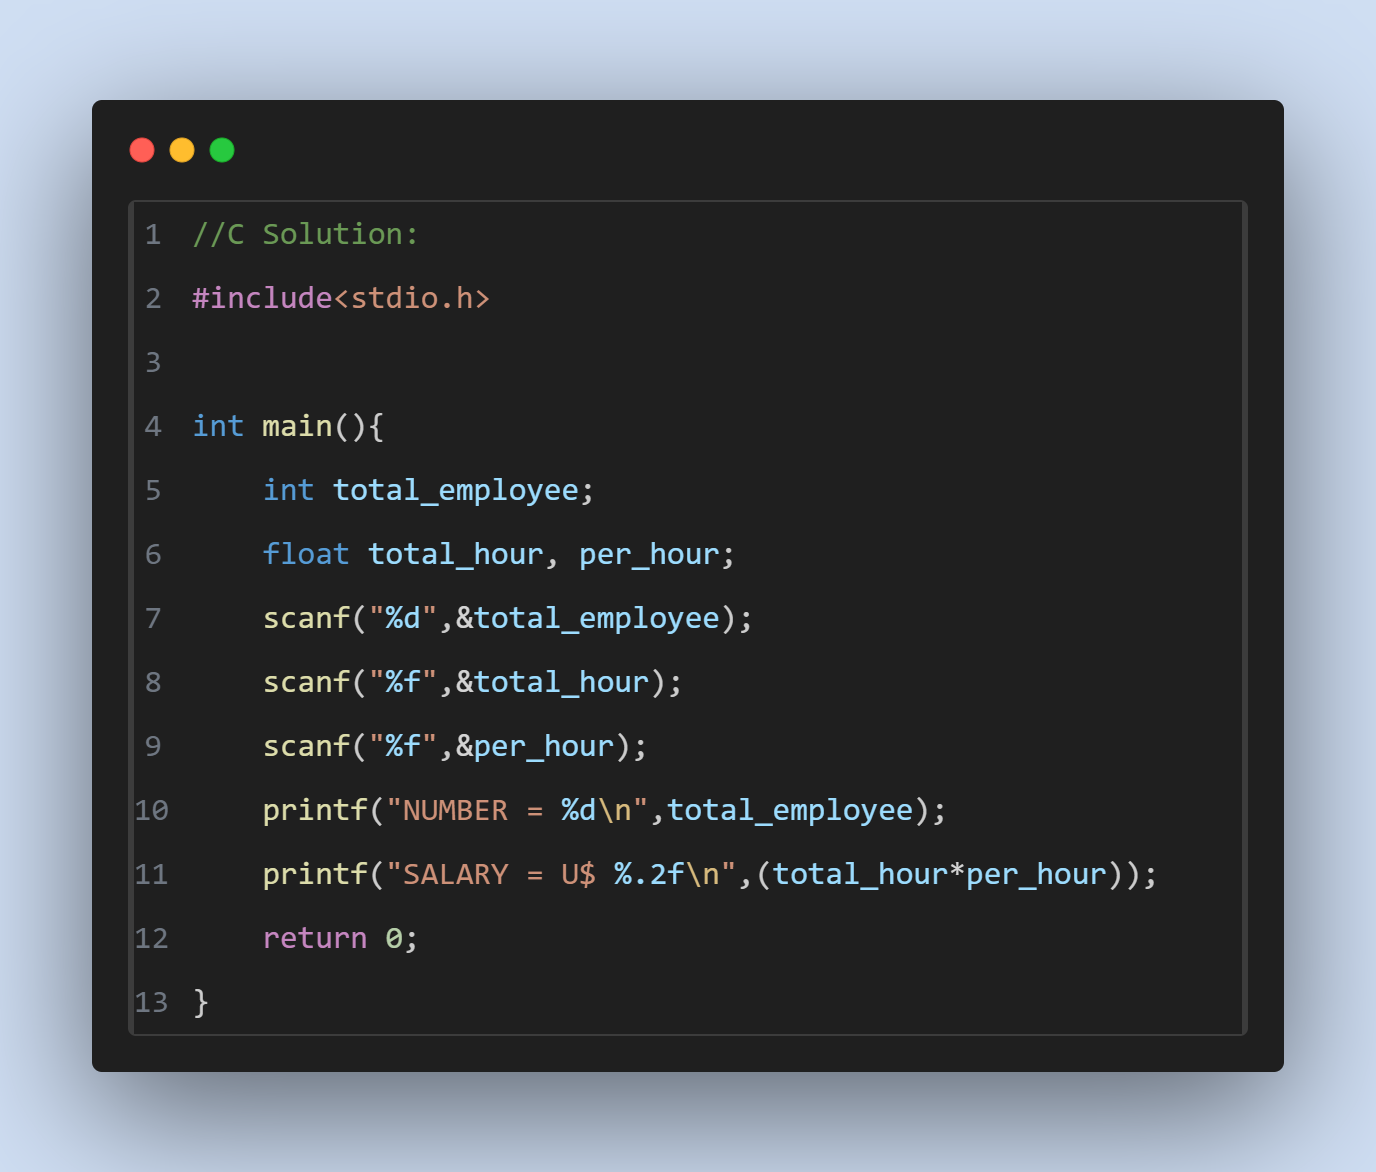 1 //C Solution:
2 #include<stdio.h>
3
4 int main(){
5     int total_employee;
6     float total_hour, per_hour;
7     scanf("%d",&total_employee);
8     scanf("%f",&total_hour);
9     scanf("%f",&per_hour);
10     printf("NUMBER = %d\n",total_employee);
11     printf("SALARY = U$ %.2f\n",(total_hour*per_hour));
12     return 0;
13 }